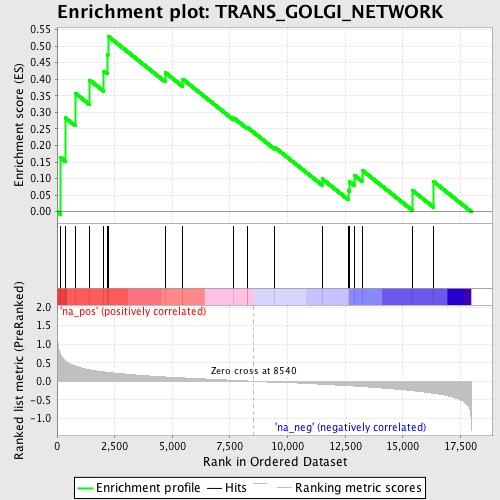 Enrichment plot: TRANS_GOLGI_NETWORK
Enrichment score (ES)
0.55
0.50
0.45
0.40
0.35
0.30
0.25
0.20
0.15
0.10
0.05
0.00
Ranked list metric (PreRanked)
2.0
1.5
1.0
0.5
0.0
-0.5
-1.0
'na_pos' (positively correlated)
Zero cross at 8540
'na_neg' (negatively correlated)
0 2,500 5,000 7,500 10,000 12,500 15,000 17,500
Rank in Ordered Dataset
Enrichment profile Hits Ranking metric scores